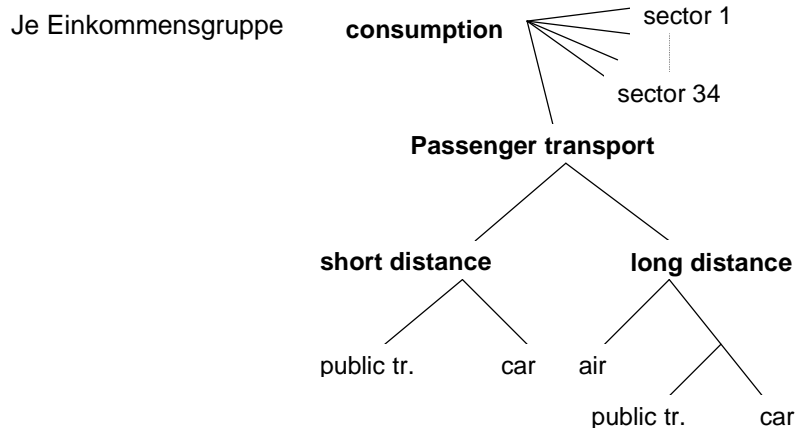 Je Einkommensgruppe
consumption
sector 1
sector 34
Passenger transport
short distance
long distance
public tr.
car
air
public tr.
car